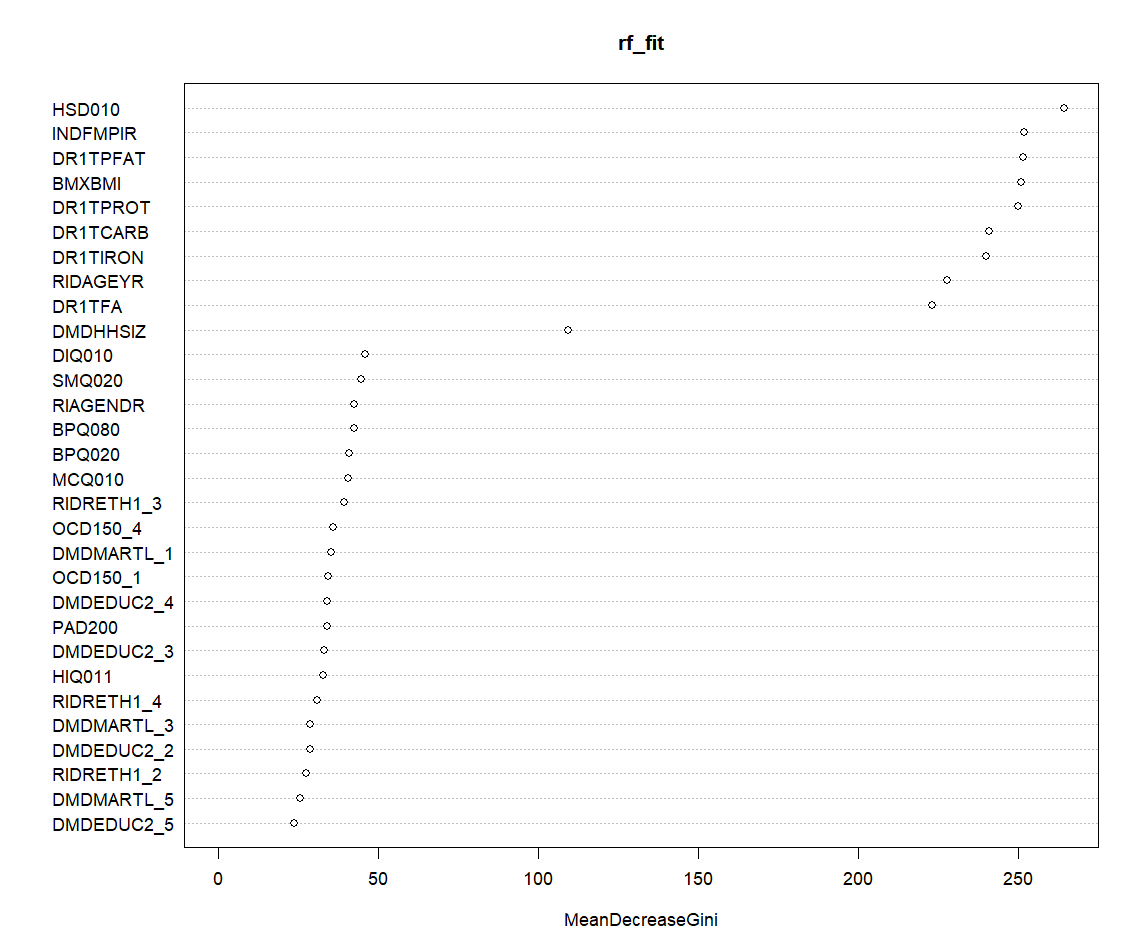 rf_fit
HSD010
INDFMPIR
DR1TPFAT
BMXBMI
DR1TPROT
DR1TCARB
DR1TIRON
RIDAGEYR
DR1TFA
DMDHHSIZ
DIQ010
SMQ020
RIAGENDR
BPQ080
BPQ020
MCQ010
RIDRETH1_3
OCD150_4
DMDMARTL_1
OCD150_1
DMDEDUC2_4
PAD200
DMDEDUC2_3
HIQ011
RIDRETH1_4
DMDMARTL_3
DMDEDUC2_2
RIDRETH1_2
DMDMARTL_5
DMDEDUC2_5
0 50 100 150 200 250
MeanDecreaseGini